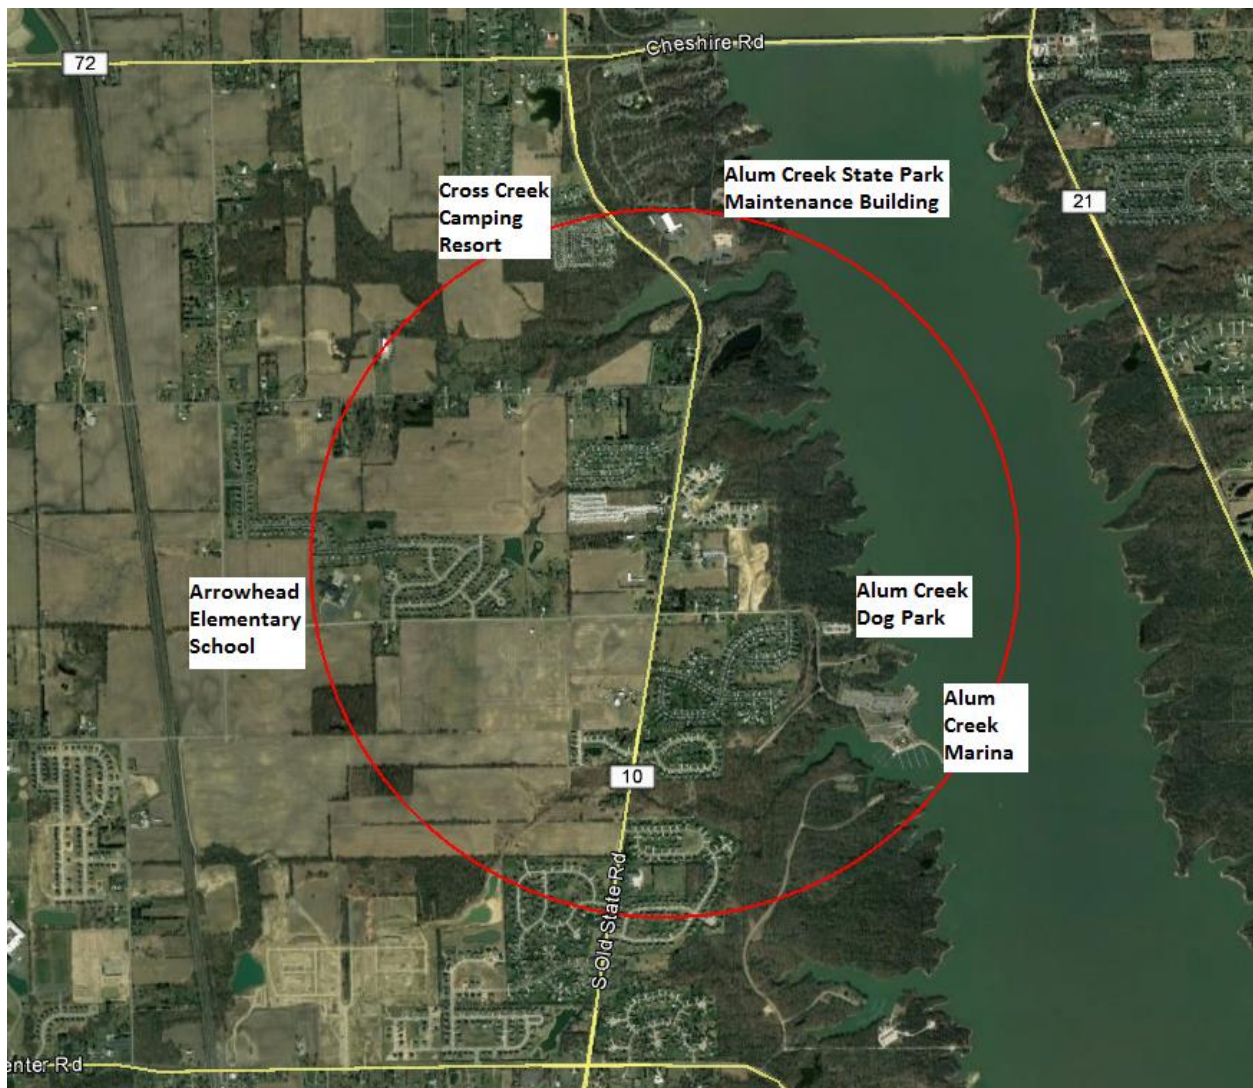 72
Cheshire Rd
Alum Creek State Park
Maintenance Building
Cross Creek
Camping
Resort
21
Arrowhead
Elementary
School
Alum Creek
Dog Park
Alum
Creek
Marina
10
S Old State Rd
enter Rd